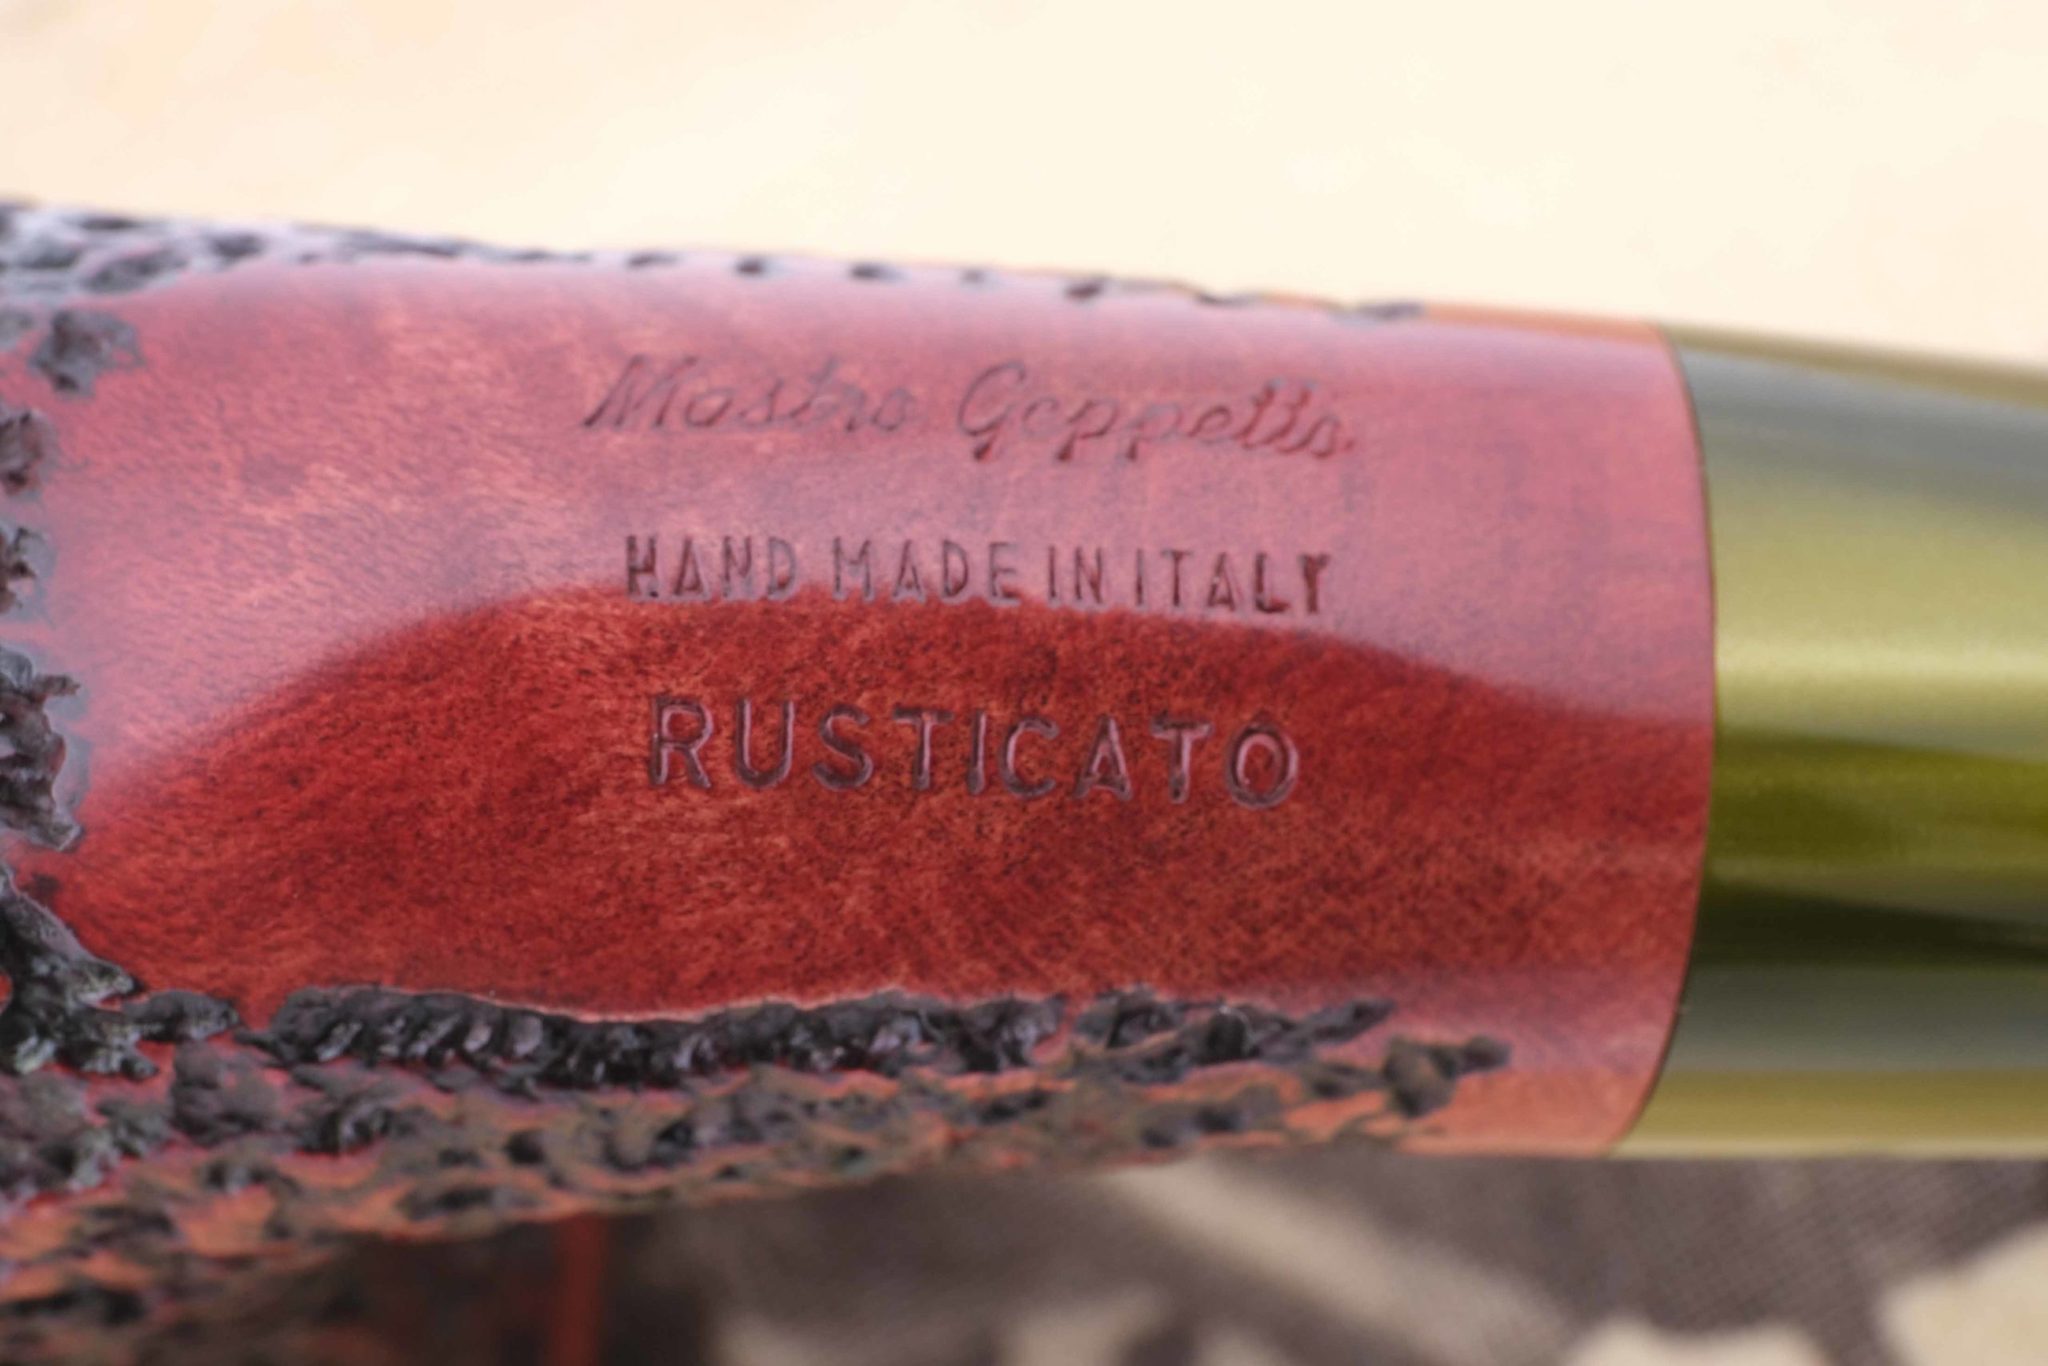 Mastro Geppetto
HAND MADE IN ITALY
RUSTICATO